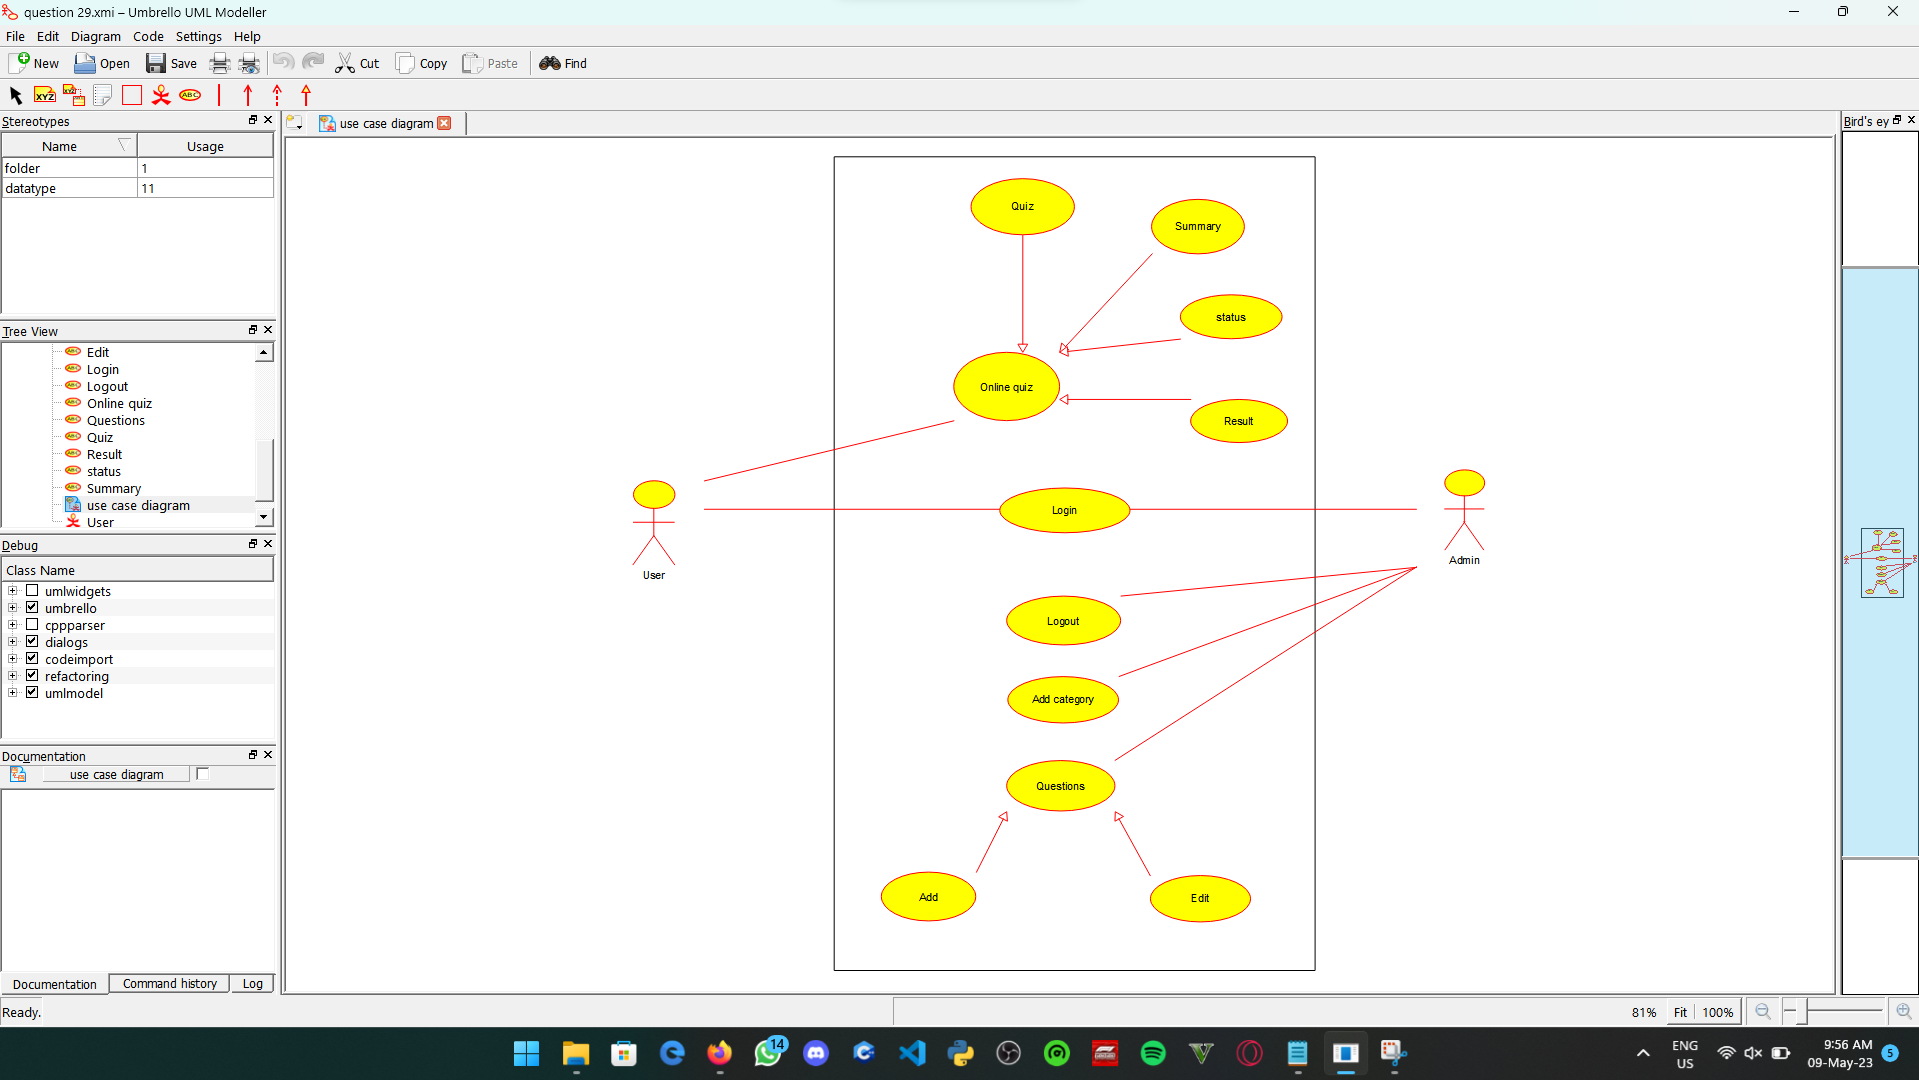 question 29.xmi – Umbrello UML Modeller
File Edit Diagram Code Settings Help
New Open Save Cut Copy Paste Find
XYZ XYZ ABC
Stereotypes
Name Usage
folder 1
datatype 11
Tree View
Edit
Login
Logout
Online quiz
Questions
Quiz
Result
status
Summary
use case diagram
User
Debug
Class Name
umlwidgets
umbrello
cppparser
dialogs
codeimport
refactoring
umlmodel
Documentation
use case diagram
Documentation Command history Log
use case diagram
Quiz
Summary
status
Online quiz
Result
Login
User
Admin
Logout
Add category
Questions
Add
Edit
Bird's ey
Ready.
81% Fit 100%
14
ENG
US
9:56 AM
09-May-23
5